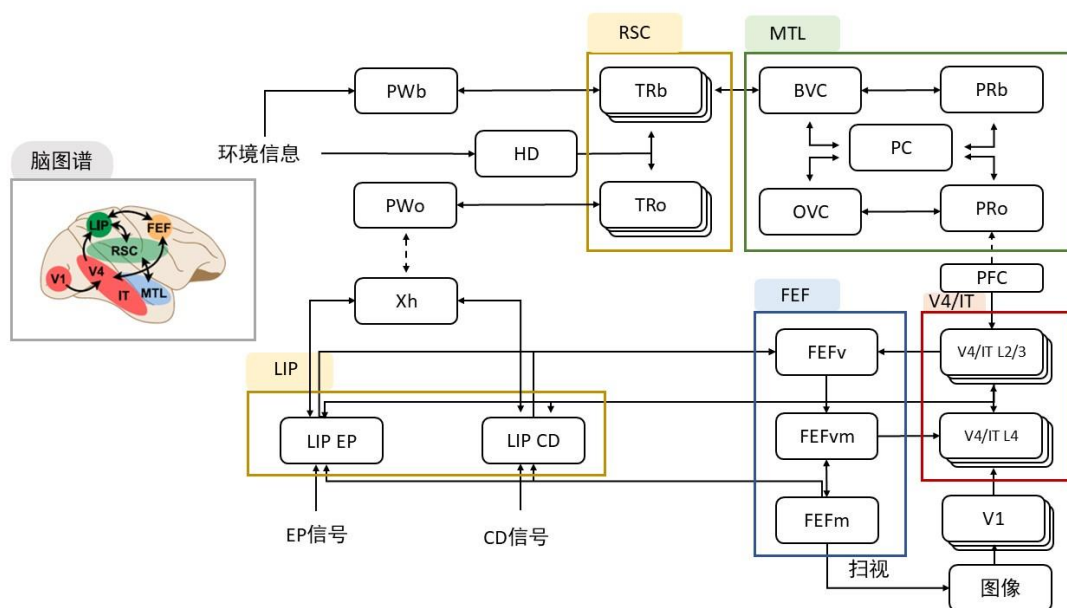 RSC
MTL
PWb
TRb
BVC
PRb
环境信息
HD
PC
脑图谱
PWo
TRo
OVC
PRo
LIP
FEF
RSC
V1
V4
IT
MTL
PFC
Xh
FEF
V4/IT
FEFv
V4/IT L2/3
LIP
LIP EP
LIP CD
FEFvm
V4/IT L4
EP信号
CD信号
FEFm
V1
扫视
图像